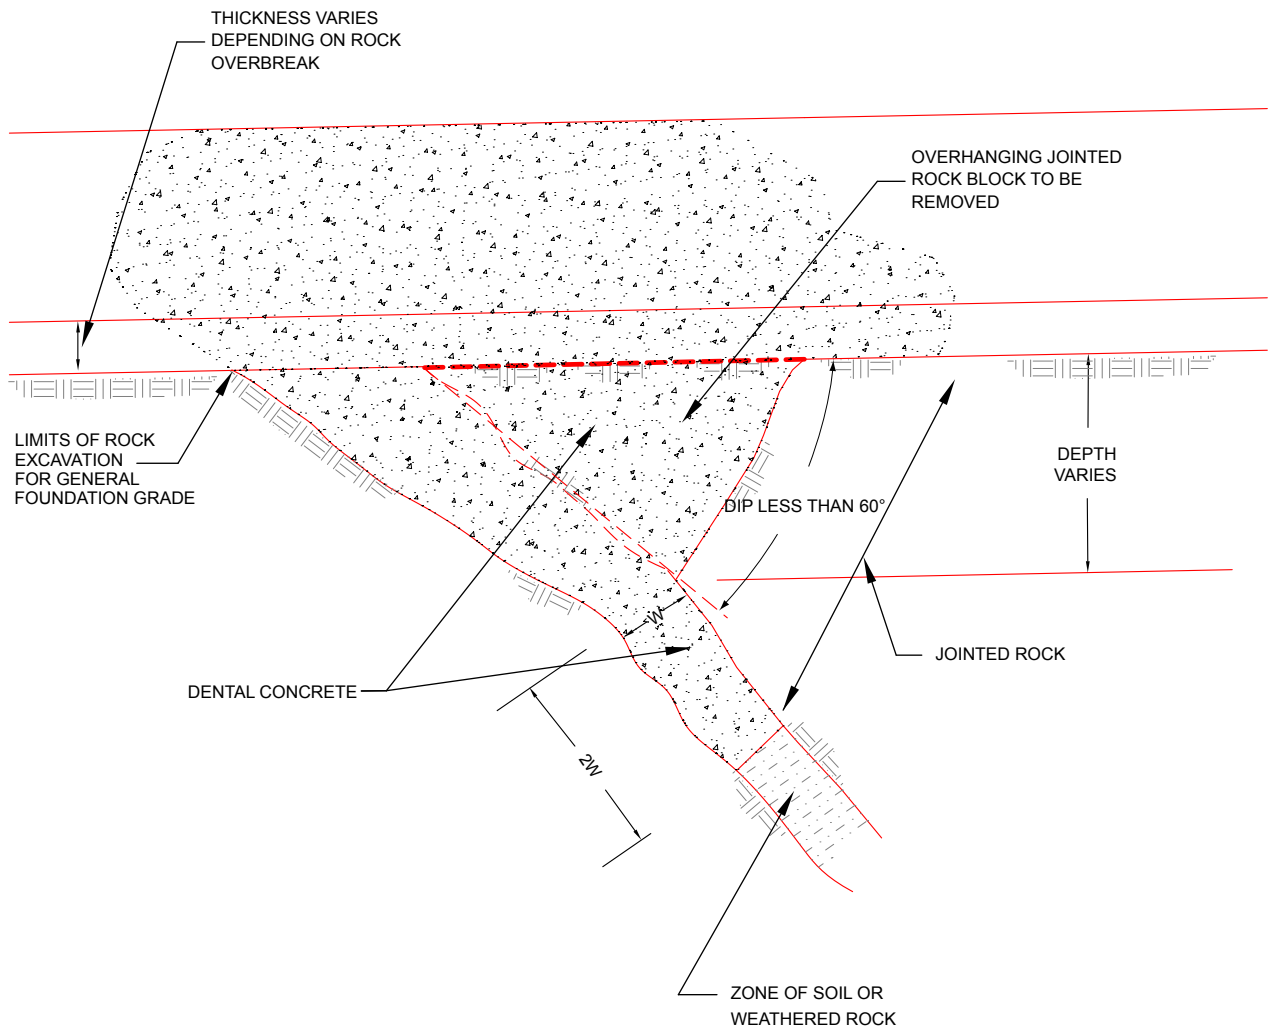 THICKNESS VARIES
DEPENDING ON ROCK
OVERBREAK
OVERHANGING JOINTED
ROCK BLOCK TO BE
REMOVED
LIMITS OF ROCK
EXCAVATION
FOR GENERAL
FOUNDATION GRADE
DEPTH
VARIES
DIP LESS THAN 60°
W
JOINTED ROCK
DENTAL CONCRETE
2W
ZONE OF SOIL OR
WEATHERED ROCK